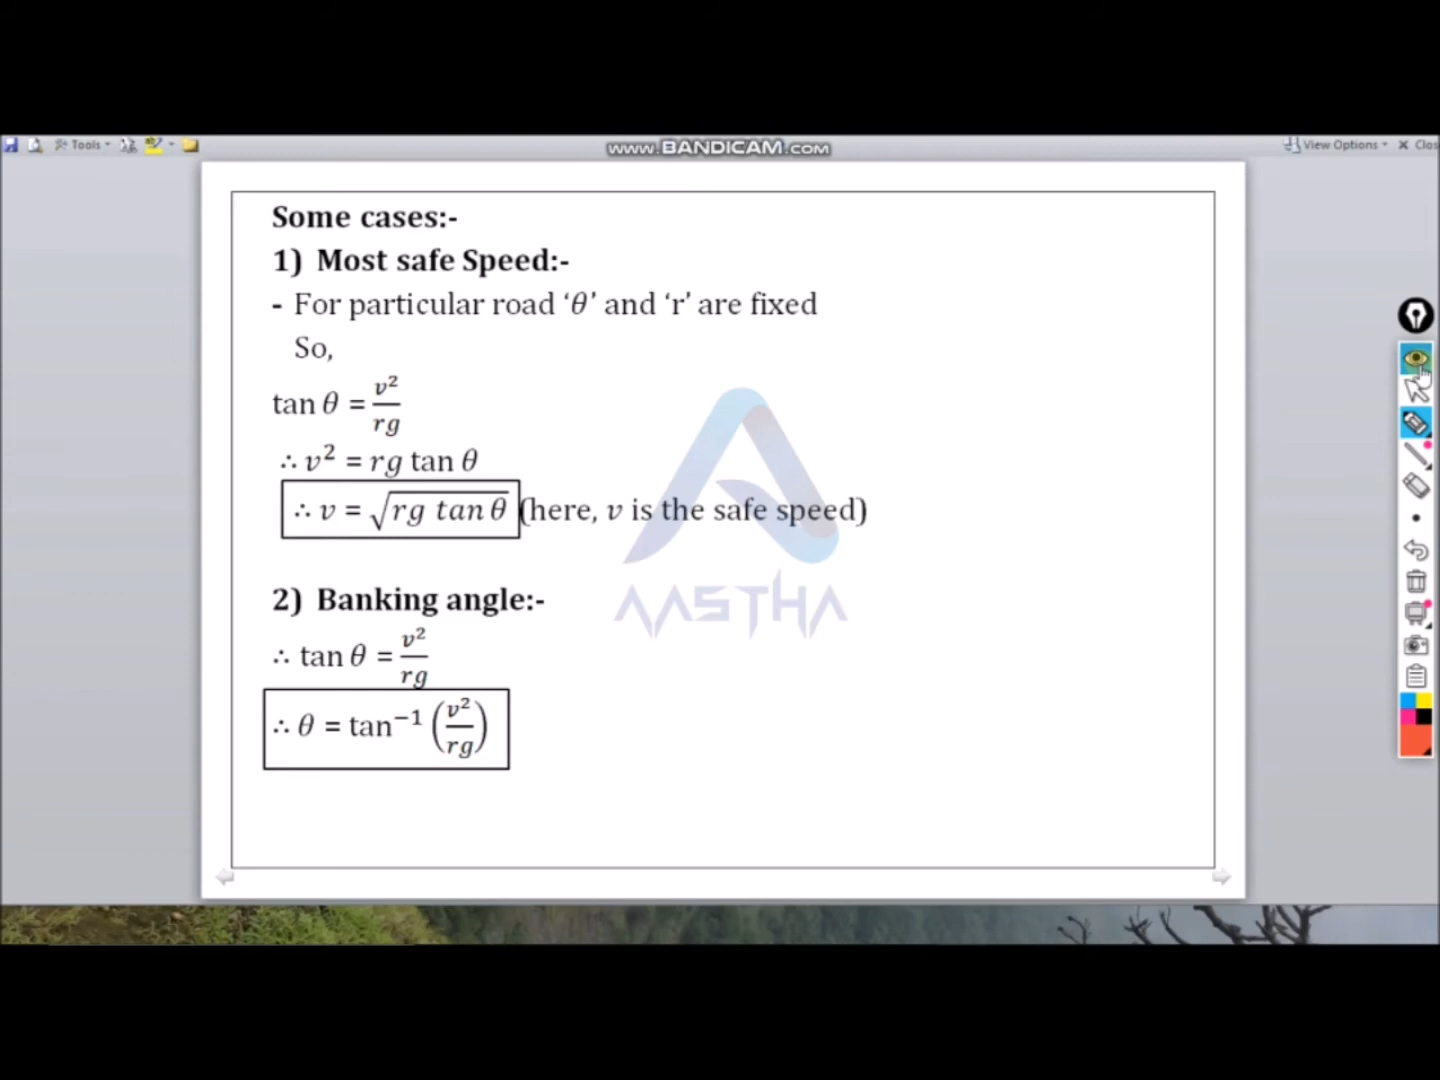 Tools
www.BANDICAM.com
View Options
Clos
Some cases:-
1) Most safe Speed:-
- For particular road ‘θ’ and ‘r’ are fixed
So,
tan θ = v²/rg
∴ v² = rg tan θ
∴ v = √(rg tan θ) (here, v is the safe speed)
2) Banking angle:-
∴ tan θ = v²/rg
∴ θ = tan⁻¹ (v²/rg)
AASTHA